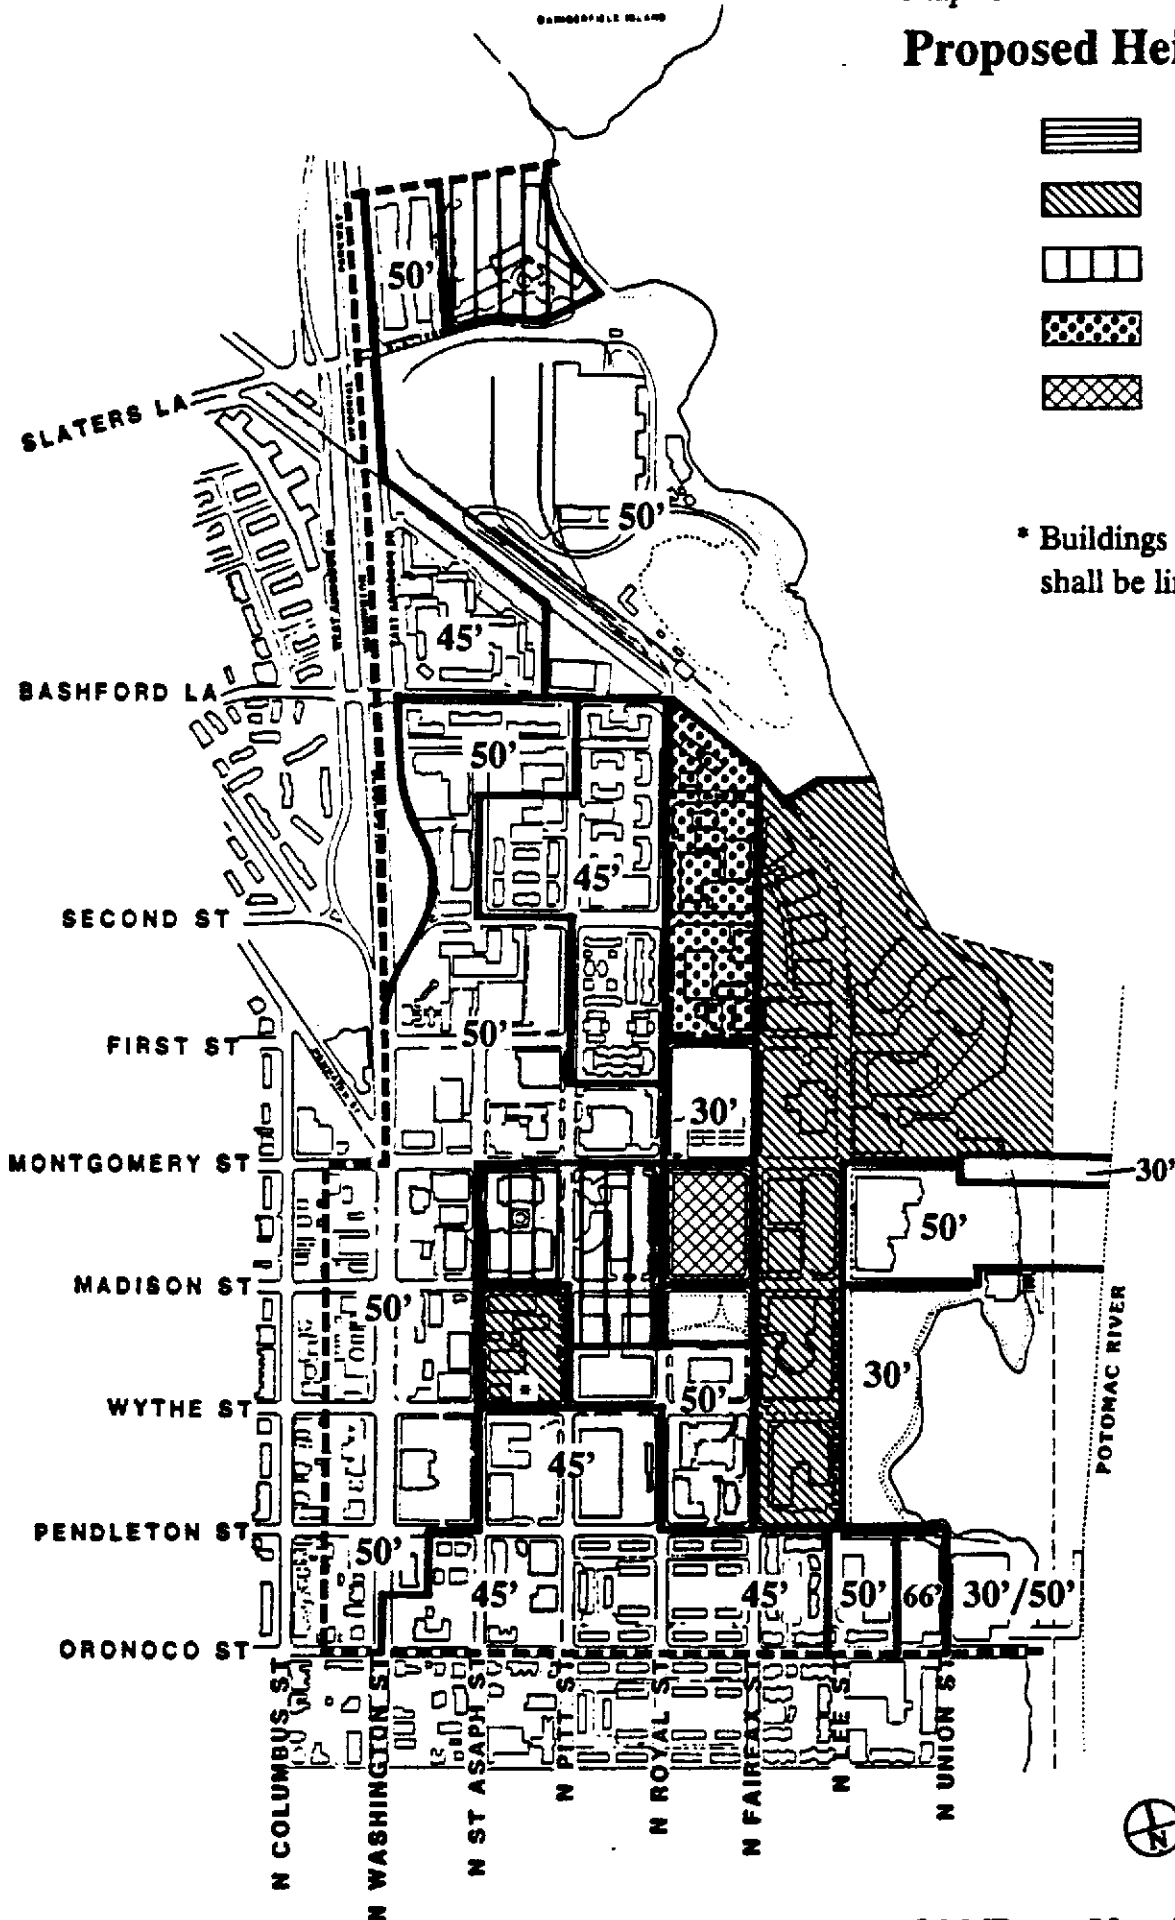 DAINGERFIELD ISLAND
Proposed Hei
50'
SLATERS LA
50'
* Buildings
shall be li
45'
BASHFORD LA
50'
45'
SECOND ST
50'
FIRST ST
30'
MONTGOMERY ST
30'
50'
MADISON ST
50'
30'
WYTHE ST
*
50'
45'
POTOMAC RIVER
PENDLETON ST
50'
45'
45'
50'
66'
30'/50'
ORONOCO ST
N COLUMBUS ST
N WASHINGTON ST
N ST ASAPH ST
N PITT ST
N ROYAL ST
N FAIRFAX ST
N LEE ST
N UNION ST
N